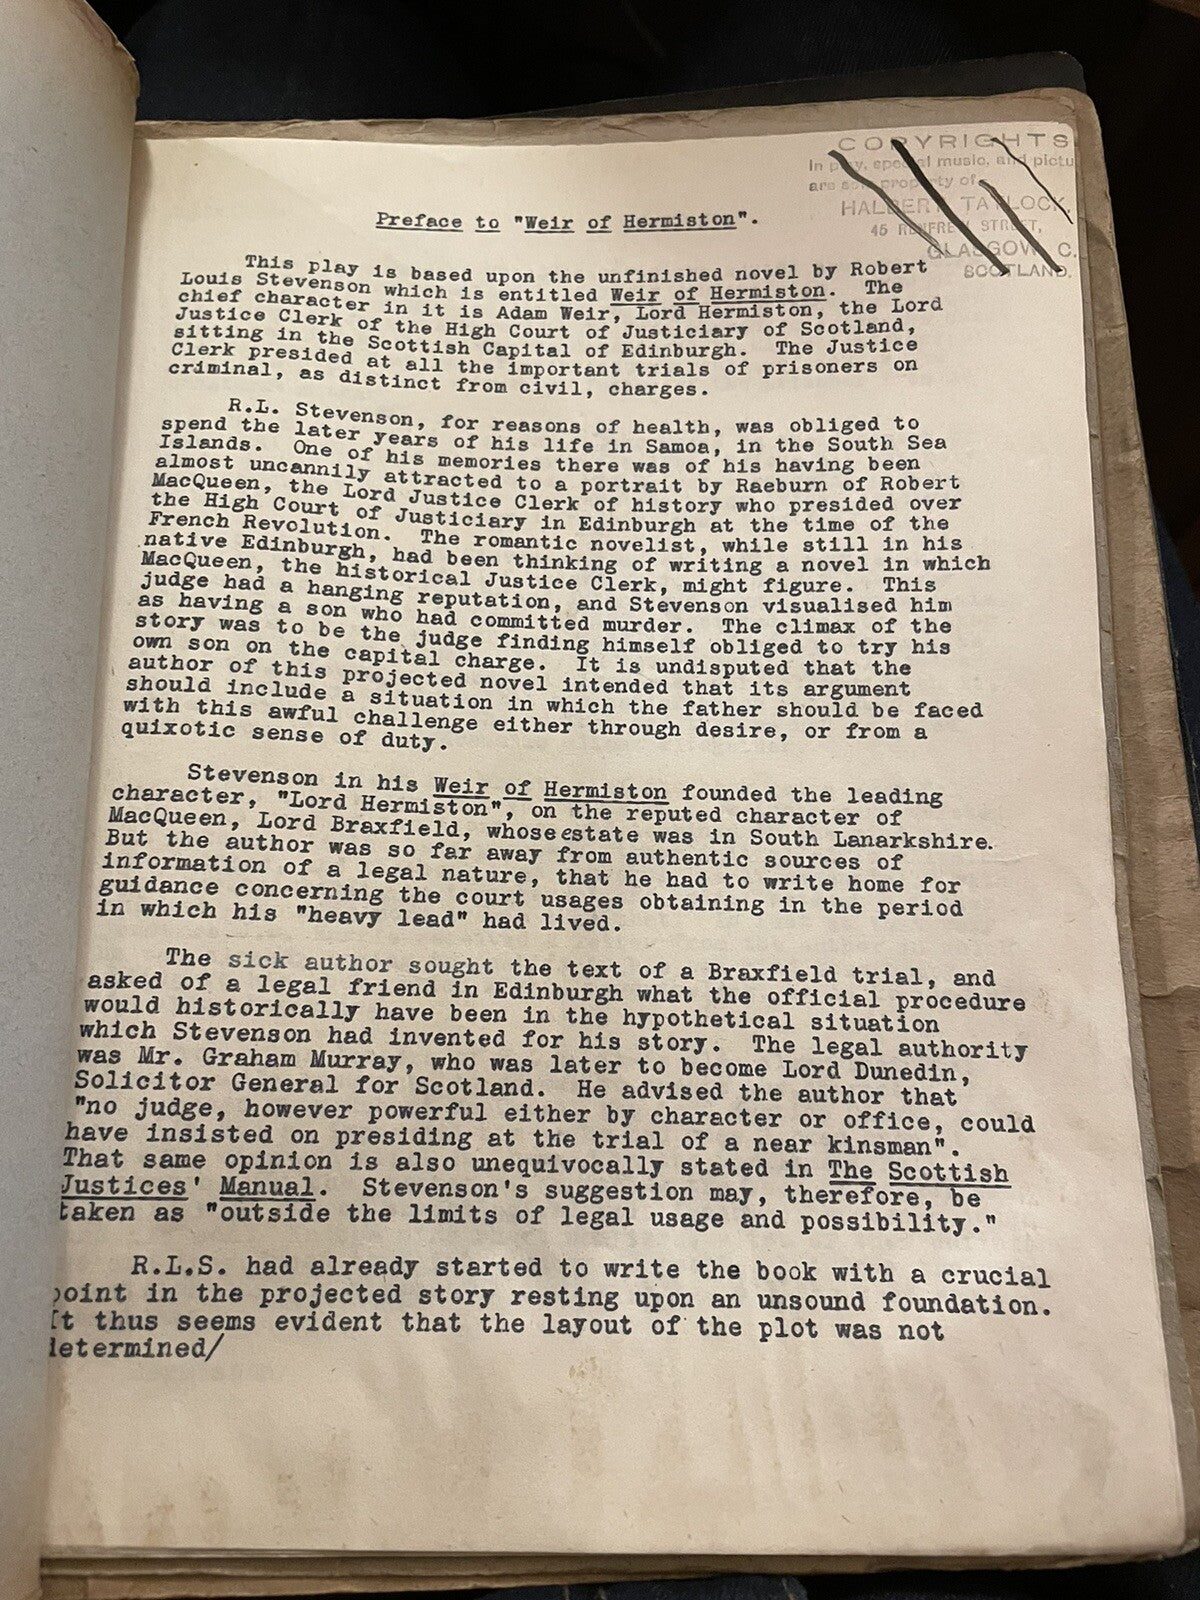 COPYRIGHTS
In play, special music, and pictu
are sole property of
HALBERT TATLOCK,
45 RENFREW STREET,
GLASGOW, C.
SCOTLAND.
Preface to "Weir of Hermiston".
This play is based upon the unfinished novel by Robert
Louis Stevenson which is entitled Weir of Hermiston. The
chief character in it is Adam Weir, Lord Hermiston, the Lord
Justice Clerk of the High Court of Justiciary of Scotland,
sitting in the Scottish Capital of Edinburgh. The Justice
Clerk presided at all the important trials of prisoners on
criminal, as distinct from civil, charges.
R.L. Stevenson, for reasons of health, was obliged to
spend the later years of his life in Samoa, in the South Sea
Islands. One of his memories there was of his having been
almost uncannily attracted to a portrait by Raeburn of Robert
MacQueen, the Lord Justice Clerk of history who presided over
the High Court of Justiciary in Edinburgh at the time of the
French Revolution. The romantic novelist, while still in his
native Edinburgh, had been thinking of writing a novel in which
MacQueen, the historical Justice Clerk, might figure. This
judge had a hanging reputation, and Stevenson visualised him
as having a son who had committed murder. The climax of the
story was to be the judge finding himself obliged to try his
own son on the capital charge. It is undisputed that the
author of this projected novel intended that its argument
should include a situation in which the father should be faced
with this awful challenge either through desire, or from a
quixotic sense of duty.
Stevenson in his Weir of Hermiston founded the leading
character, "Lord Hermiston", on the reputed character of
MacQueen, Lord Braxfield, whose estate was in South Lanarkshire.
But the author was so far away from authentic sources of
information of a legal nature, that he had to write home for
guidance concerning the court usages obtaining in the period
in which his "heavy lead" had lived.
The sick author sought the text of a Braxfield trial, and
asked of a legal friend in Edinburgh what the official procedure
would historically have been in the hypothetical situation
which Stevenson had invented for his story. The legal authority
was Mr. Graham Murray, who was later to become Lord Dunedin,
Solicitor General for Scotland. He advised the author that
"no judge, however powerful either by character or office, could
have insisted on presiding at the trial of a near kinsman".
That same opinion is also unequivocally stated in The Scottish
Justices' Manual. Stevenson's suggestion may, therefore, be
taken as "outside the limits of legal usage and possibility."
R.L.S. had already started to write the book with a crucial
point in the projected story resting upon an unsound foundation.
It thus seems evident that the layout of the plot was not
determined/